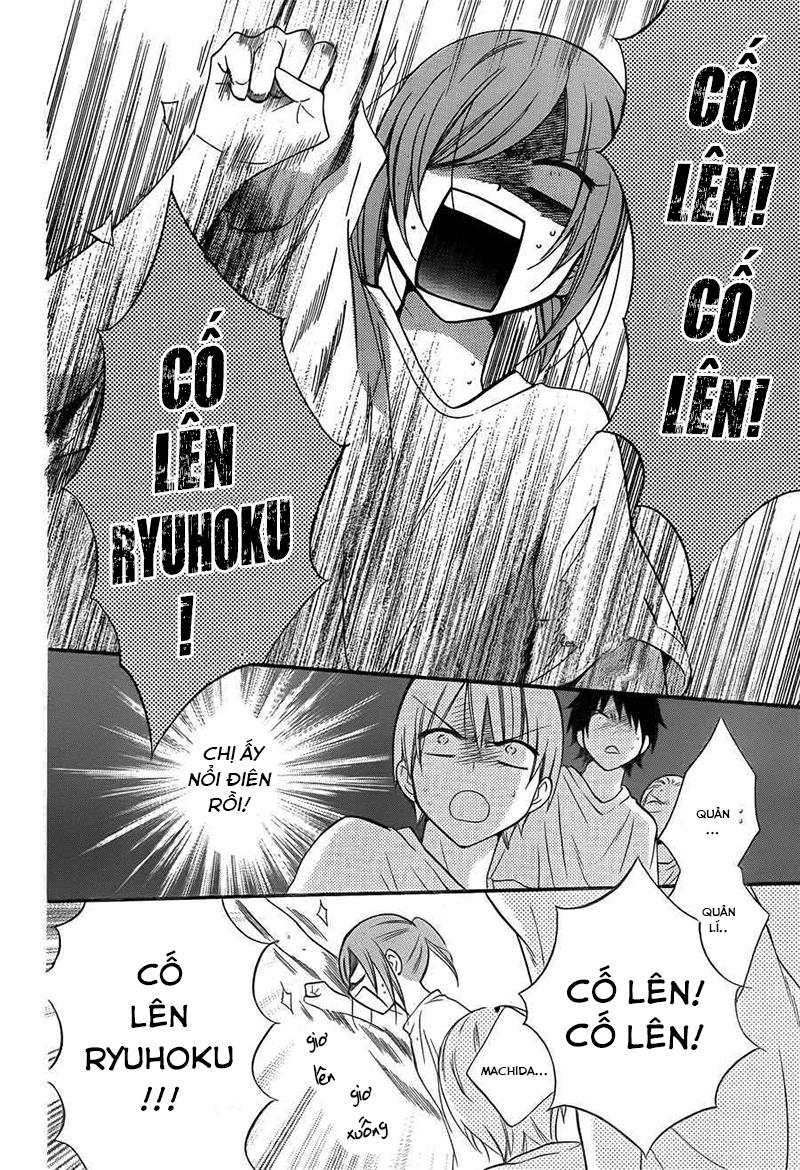 CỐ
LÊN!
CỐ
LÊN!
CỐ
LÊN
RYUHOKU
!
QUẢN
...
QUẢN
LÍ..
CHỊ ẤY
NỔI ĐIÊN
RỒI!
CỐ LÊN!
CỐ LÊN!
MACHIDA...
giơ
lên
giơ
xuống
CỐ
LÊN
RYUHOKU
!!!